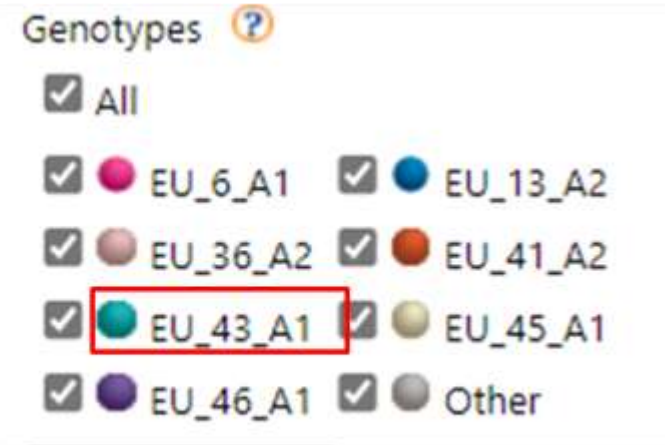 Genotypes ?
All
EU_6_A1 EU_13_A2
EU_36_A2 EU_41_A2
EU_43_A1 EU_45_A1
EU_46_A1 Other